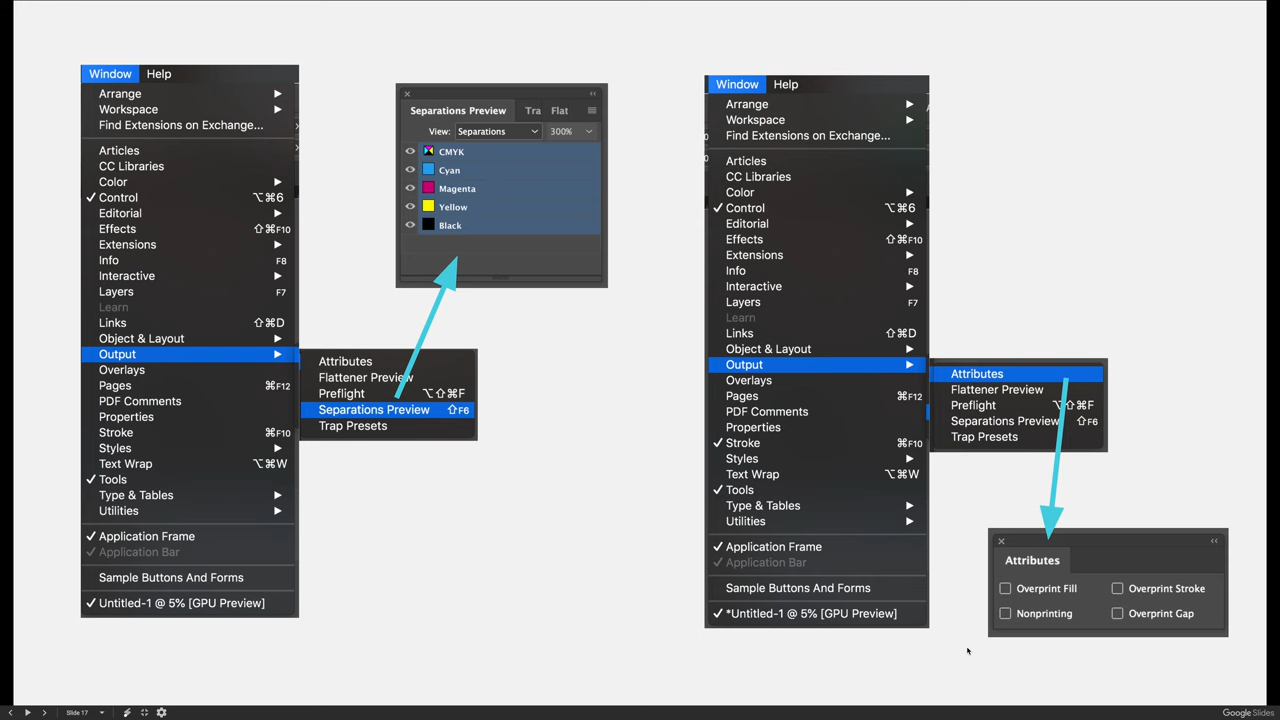 Window Help
Arrange
Workspace
Find Extensions on Exchange...
Articles
CC Libraries
Color
✓ Control ⌥⌘6
Editorial
Effects ⇧⌘F10
Extensions
Info F8
Interactive
Layers F7
Learn
Links ⇧⌘D
Object & Layout
Output
Overlays
Pages ⌘F12
PDF Comments
Properties
Stroke ⌘F10
Styles
Text Wrap ⌥⌘W
✓ Tools
Type & Tables
Utilities
✓ Application Frame
✓ Application Bar
Sample Buttons And Forms
✓ Untitled-1 @ 5% [GPU Preview]
Attributes
Flattener Preview
Preflight ⌥⇧⌘F
Separations Preview ⇧F6
Trap Presets
Separations Preview Tra Flat
View: Separations 300%
CMYK
Cyan
Magenta
Yellow
Black
Window Help
Arrange
Workspace
Find Extensions on Exchange...
Articles
CC Libraries
Color
✓ Control ⌥⌘6
Editorial
Effects ⇧⌘F10
Extensions
Info F8
Interactive
Layers F7
Learn
Links ⇧⌘D
Object & Layout
Output
Overlays
Pages ⌘F12
PDF Comments
Properties
✓ Stroke ⌘F10
Styles
Text Wrap ⌥⌘W
✓ Tools
Type & Tables
Utilities
✓ Application Frame
✓ Application Bar
Sample Buttons And Forms
✓ *Untitled-1 @ 5% [GPU Preview]
Attributes
Flattener Preview
Preflight ⌥⇧⌘F
Separations Preview ⇧F6
Trap Presets
Attributes
Overprint Fill Overprint Stroke
Nonprinting Overprint Gap
Slide 17
Google Slides